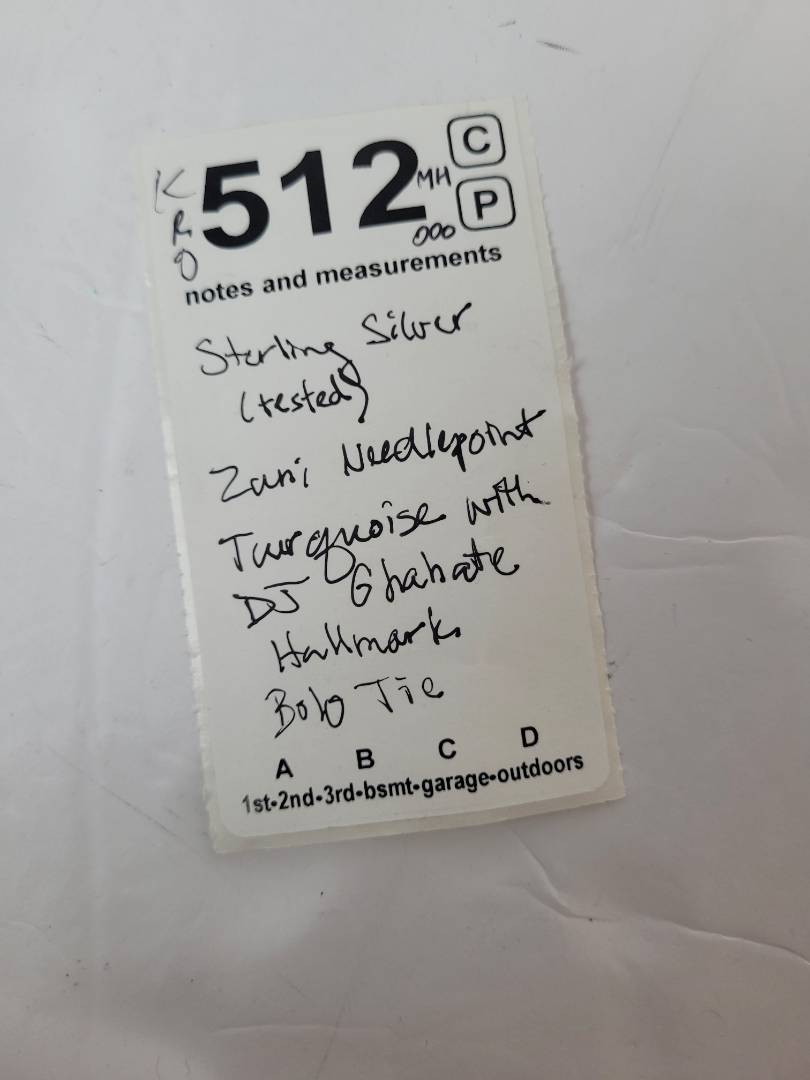 K
R
O
512
MH
000
C
P
notes and measurements
Sterling Silver
(tested)
Zuni Needlepoint
Turquoise with
DJ Ghahate
Hallmark
Bolo Tie
A B C D
1st-2nd-3rd-bsmt-garage-outdoors